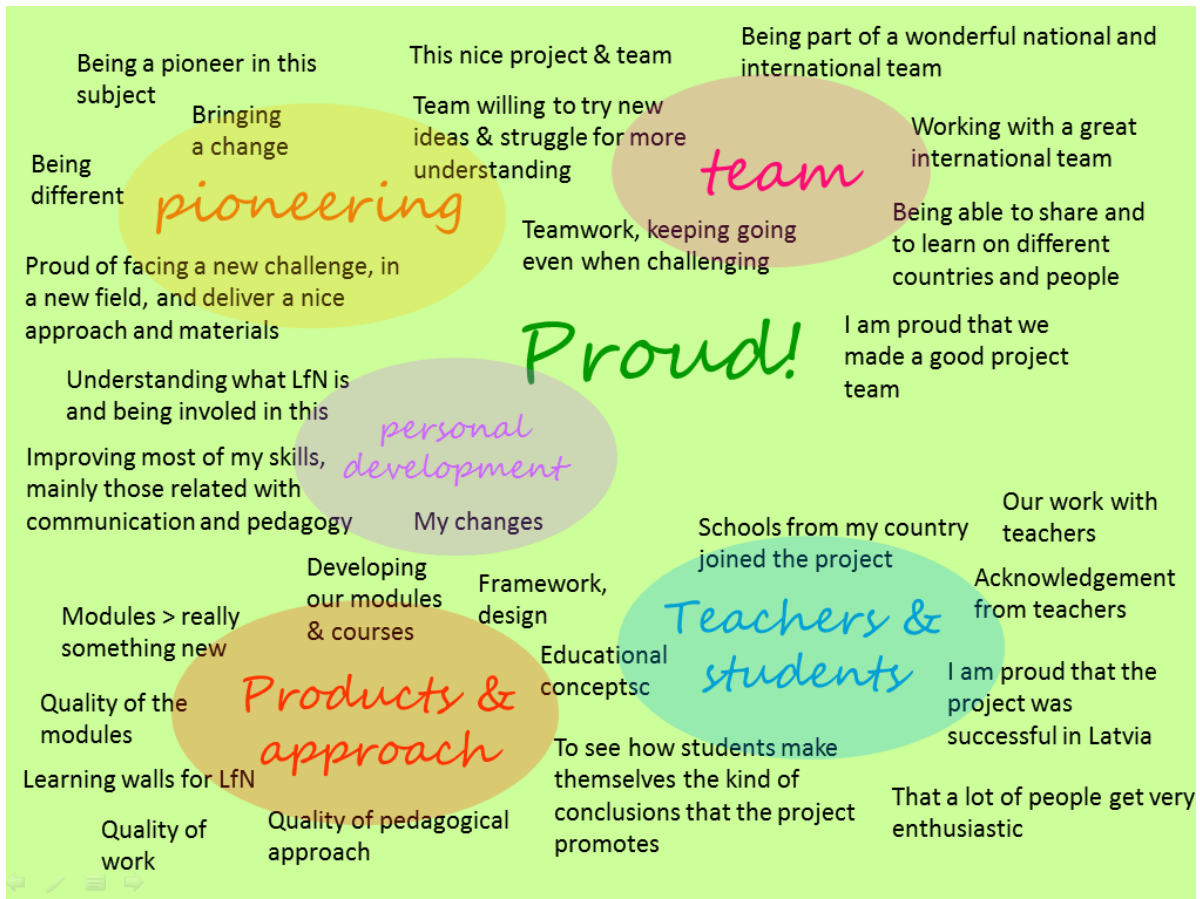 Being a pioneer in this
subject
This nice project & team
Being part of a wonderful national and
international team
Bringing
a change
Team willing to try new
ideas & struggle for more
understanding
Being
different
pioneering
team
Working with a great
international team
Teamwork, keeping going
even when challenging
Being able to share and
to learn on different
countries and people
Proud of facing a new challenge, in
a new field, and deliver a nice
approach and materials
Proud!
I am proud that we
made a good project
team
Understanding what LfN is
and being involed in this
personal
development
Improving most of my skills,
mainly those related with
communication and pedagogy
My changes
Schools from my country
joined the project
Our work with
teachers
Developing
our modules
& courses
Framework,
design
Acknowledgement
from teachers
Modules > really
something new
Teachers &
students
Educational
conceptsc
I am proud that the
project was
successful in Latvia
Quality of the
modules
Products &
approach
To see how students make
themselves the kind of
conclusions that the project
promotes
Learning walls for LfN
That a lot of people get very
enthusiastic
Quality of
work
Quality of pedagogical
approach